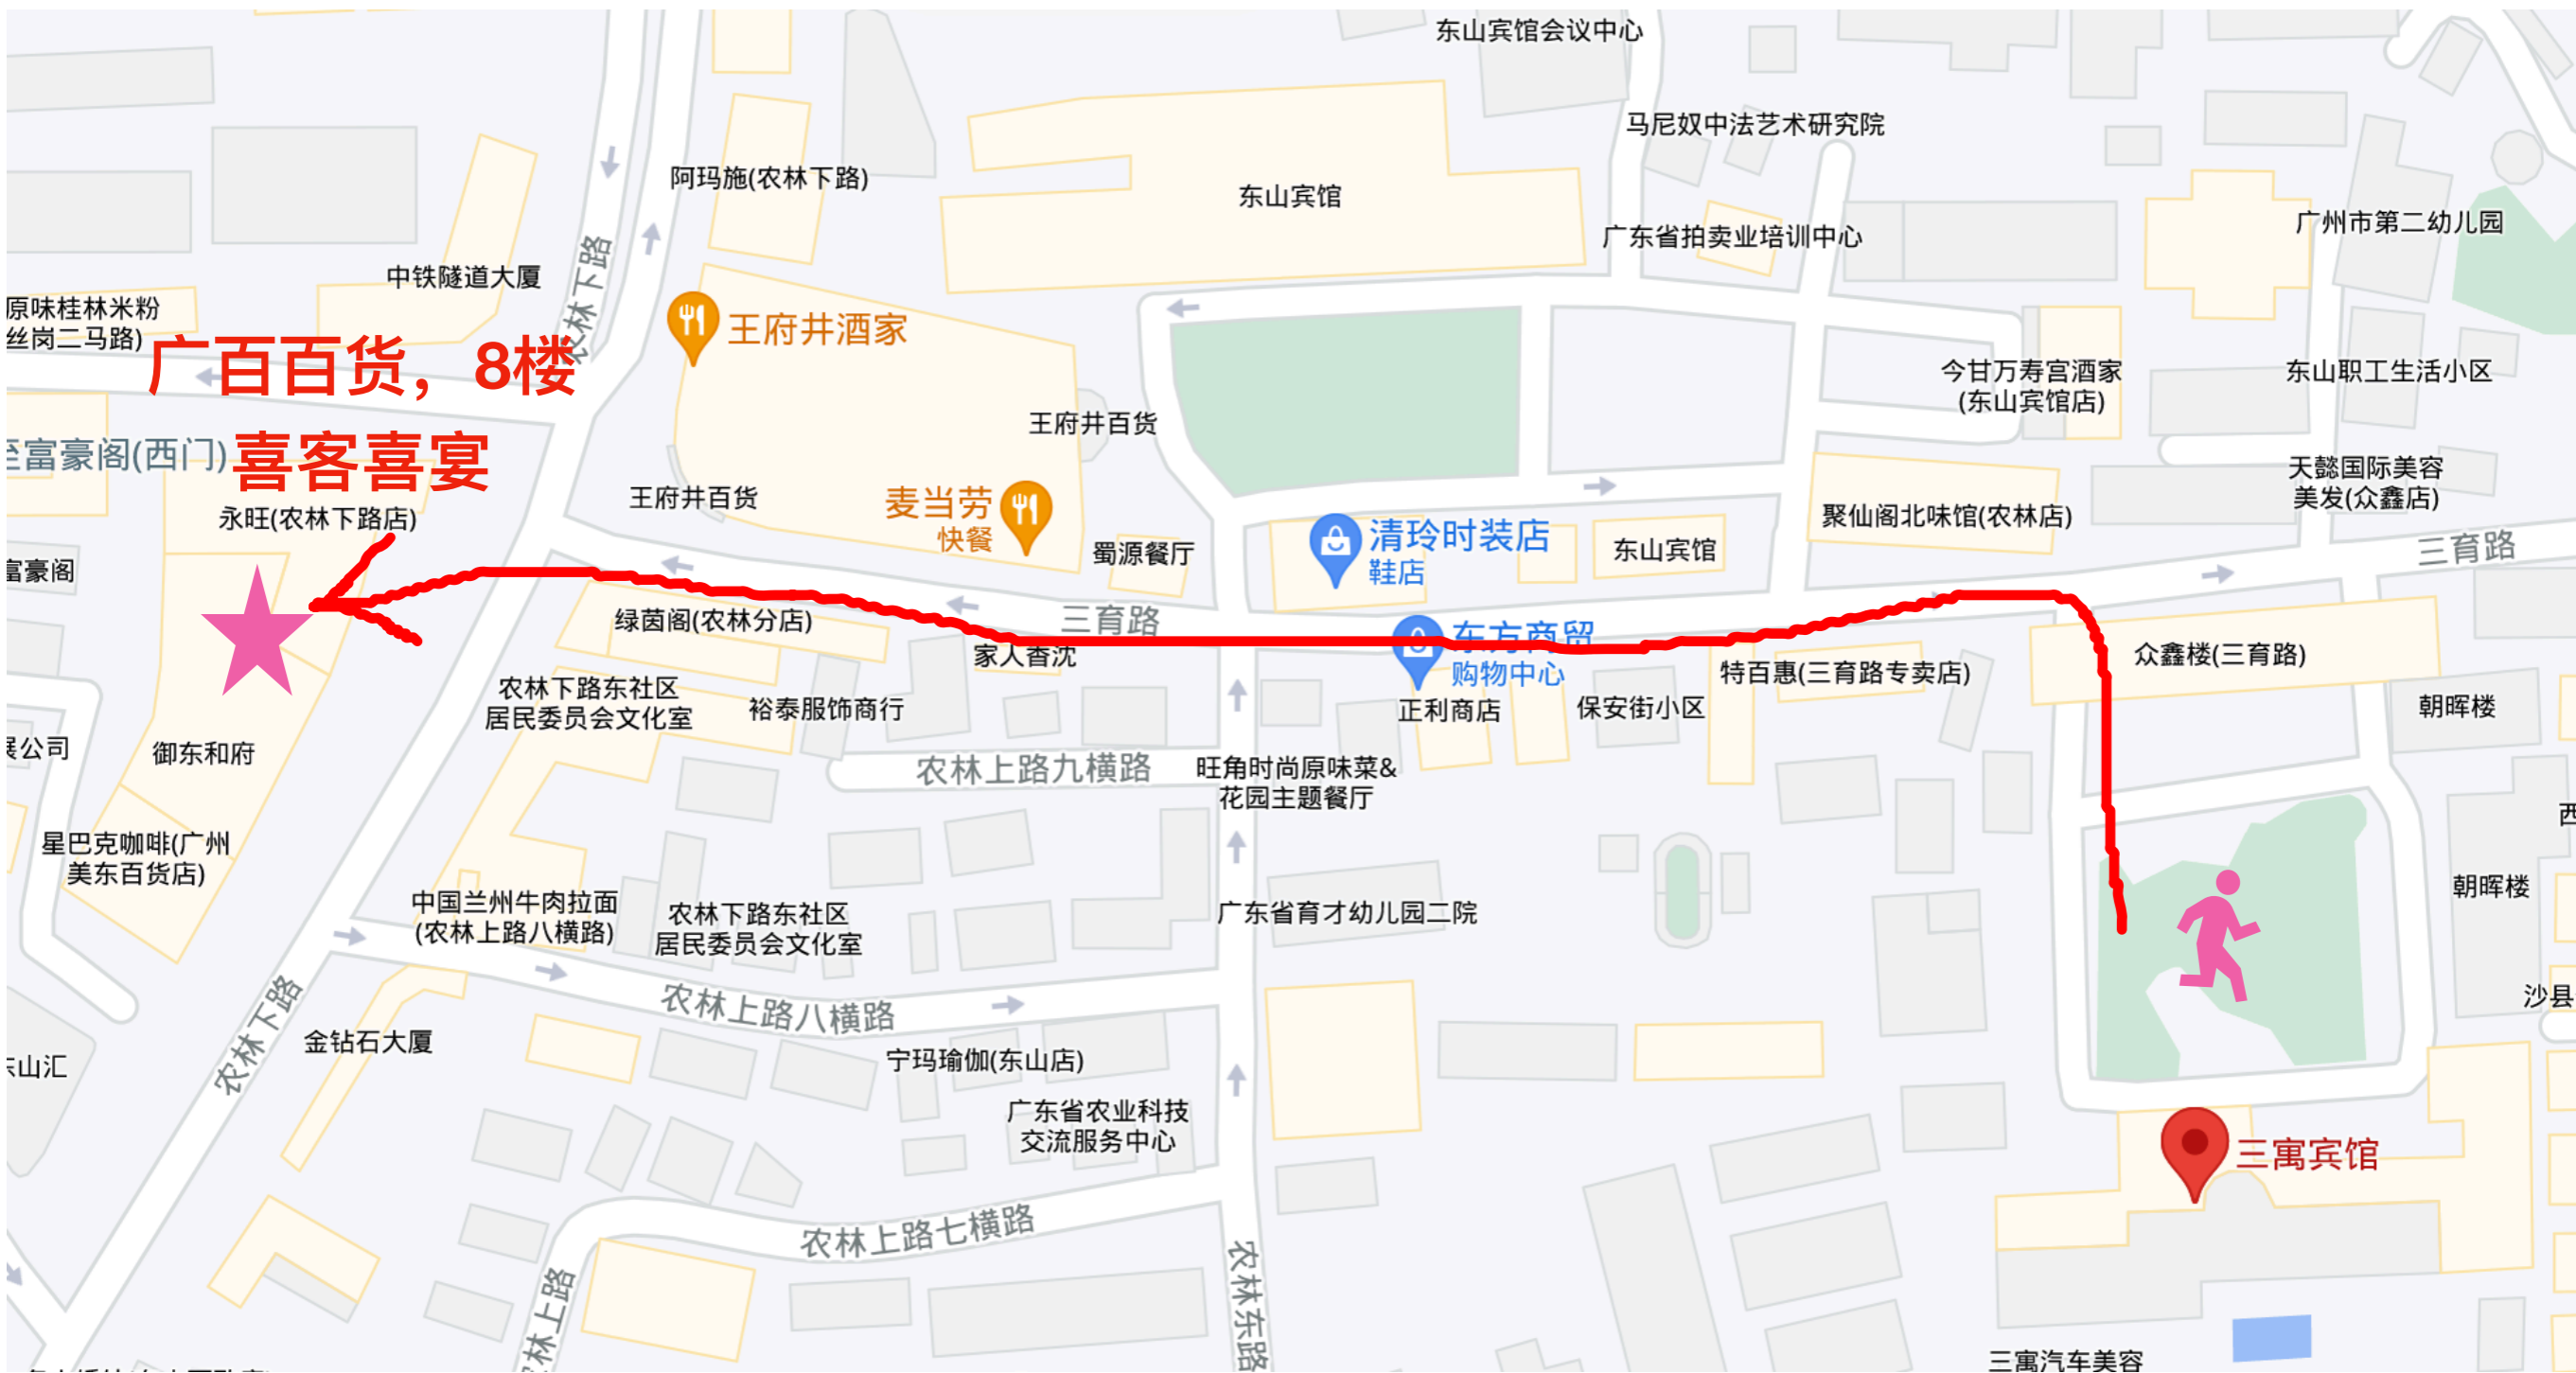 东山宾馆会议中心
马尼奴中法艺术研究院
阿玛施(农林下路)
东山宾馆
广州市第二幼儿园
广东省拍卖业培训中心
中铁隧道大厦
农林下路
原味桂林米粉
丝岗二马路)
王府井酒家
广百百货，8楼
喜客喜宴
今甘万寿宫酒家
(东山宾馆店)
东山职工生活小区
王府井百货
至富豪阁(西门)
天懿国际美容
美发(众鑫店)
王府井百货
麦当劳
快餐
永旺(农林下路店)
聚仙阁北味馆(农林店)
清玲时装店
鞋店
东山宾馆
蜀源餐厅
三育路
富豪阁
绿茵阁(农林分店)
三育路
东方商贸
购物中心
家人香沈
众鑫楼(三育路)
特百惠(三育路专卖店)
农林下路东社区
居民委员会文化室
裕泰服饰商行
正利商店
保安街小区
朝晖楼
展公司
御东和府
农林上路九横路
旺角时尚原味菜&
花园主题餐厅
星巴克咖啡(广州
美东百货店)
西
朝晖楼
中国兰州牛肉拉面
(农林上路八横路)
农林下路东社区
居民委员会文化室
广东省育才幼儿园二院
沙县
农林上路八横路
农林下路
金钻石大厦
东山汇
宁玛瑜伽(东山店)
广东省农业科技
交流服务中心
三寓宾馆
农林上路七横路
农林东路
农林上路
三寓汽车美容